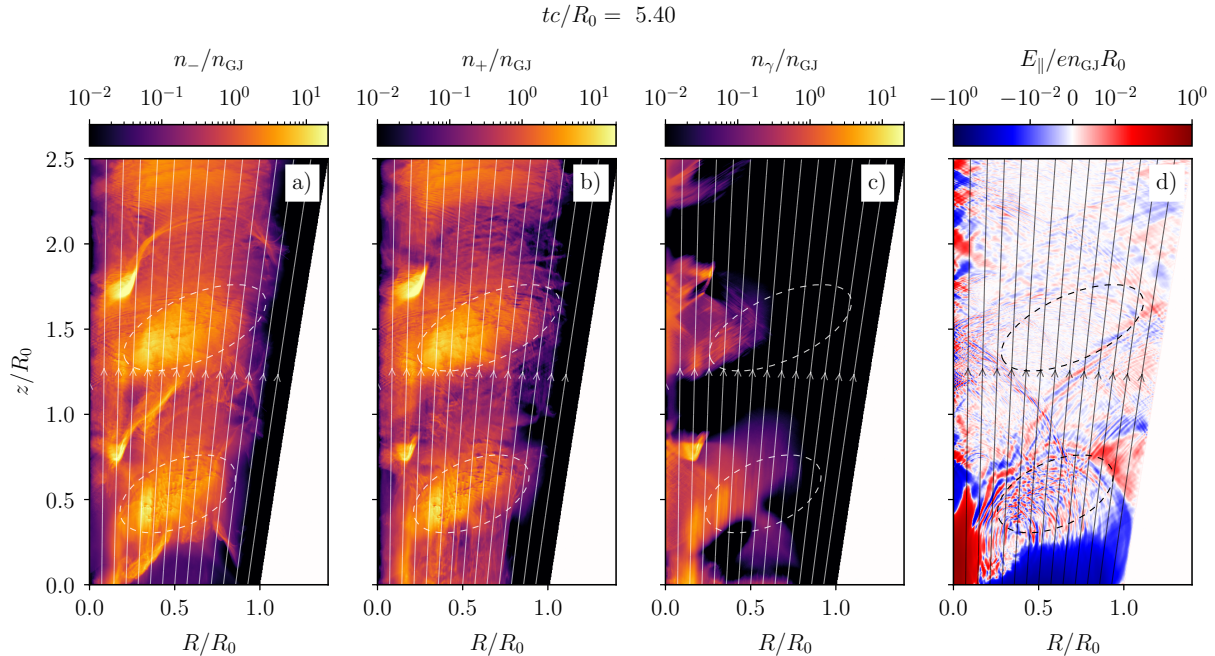 tc/R₀ = 5.40
n₋/n_GJ n₊/n_GJ n_γ/n_GJ E_∥/en_GJR₀
10⁻² 10⁻¹ 10⁰ 10¹ 10⁻² 10⁻¹ 10⁰ 10¹ 10⁻² 10⁻¹ 10⁰ 10¹ −10⁰ −10⁻² 0 10⁻² 10⁰
a) b) c) d)
2.5
2.0
1.5
1.0
0.5
0.0
z/R₀
0.0 0.5 1.0 0.0 0.5 1.0 0.0 0.5 1.0 0.0 0.5 1.0
R/R₀ R/R₀ R/R₀ R/R₀